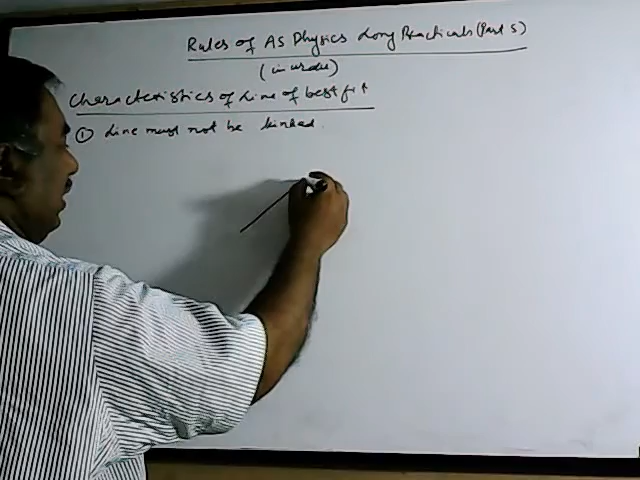 Rules of AS Physics Long Practicals (Part 5)
(in urdu)
Characteristics of Line of best fit
① Line must not be kinked.